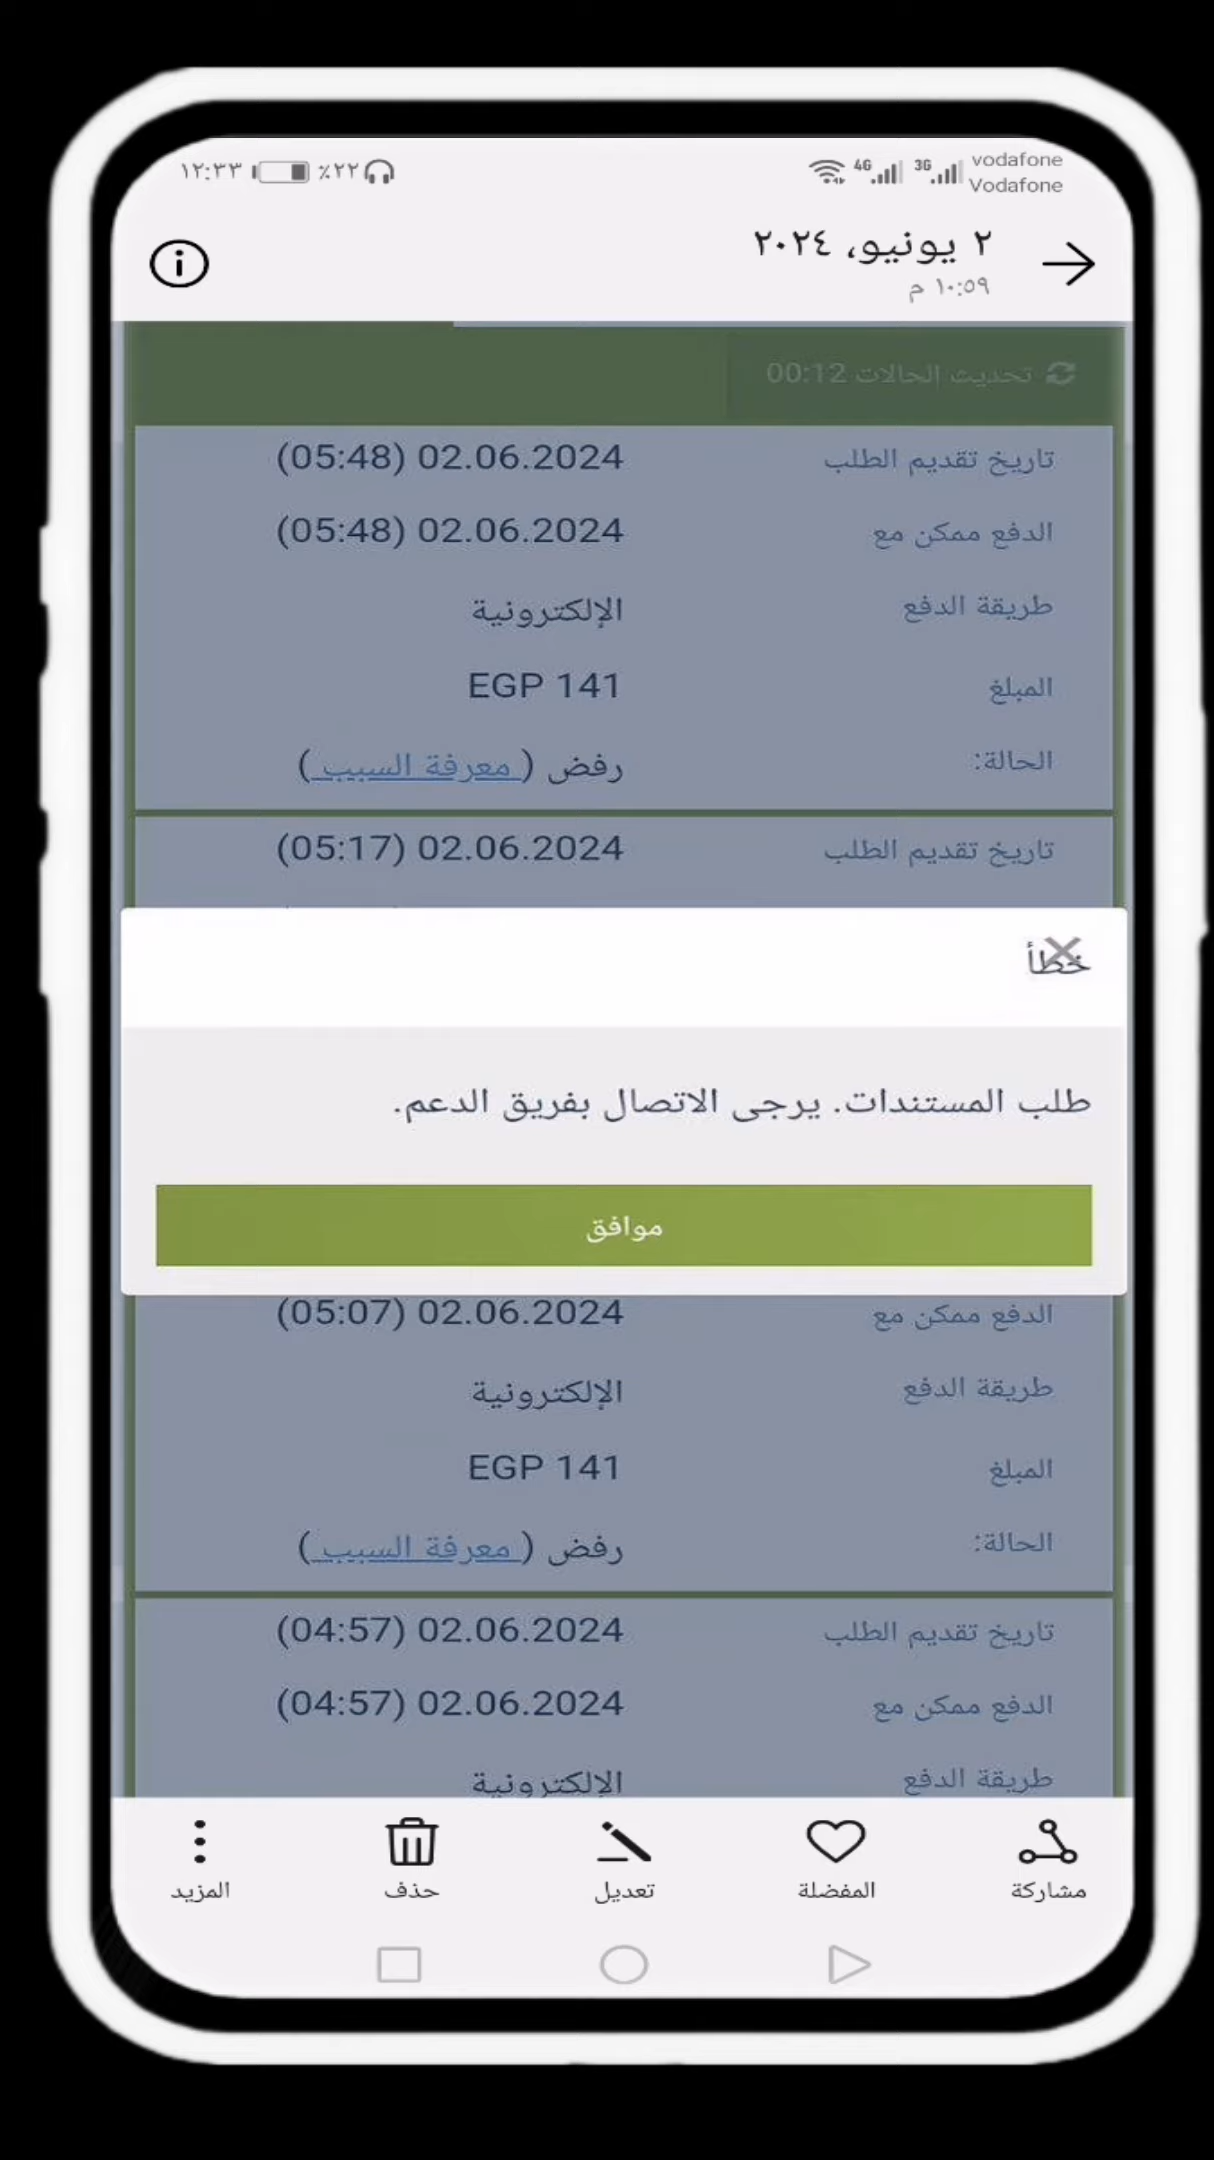 ١٢:٣٣ ٪٢٢ 4G 3G vodafone
Vodafone
٢ يونيو، ٢٠٢٤
١٠:٥٩ م
تحديث الحالات 00:12
تاريخ تقديم الطلب 02.06.2024 (05:48)
الدفع ممكن مع 02.06.2024 (05:48)
طريقة الدفع الإلكترونية
المبلغ EGP 141
الحالة: رفض ( معرفة السبب )
تاريخ تقديم الطلب 02.06.2024 (05:17)
خطأ
طلب المستندات. يرجى الاتصال بفريق الدعم.
موافق
الدفع ممكن مع 02.06.2024 (05:07)
طريقة الدفع الإلكترونية
المبلغ EGP 141
الحالة: رفض ( معرفة السبب )
تاريخ تقديم الطلب 02.06.2024 (04:57)
الدفع ممكن مع 02.06.2024 (04:57)
طريقة الدفع الإلكترونية
مشاركة المفضلة تعديل حذف المزيد